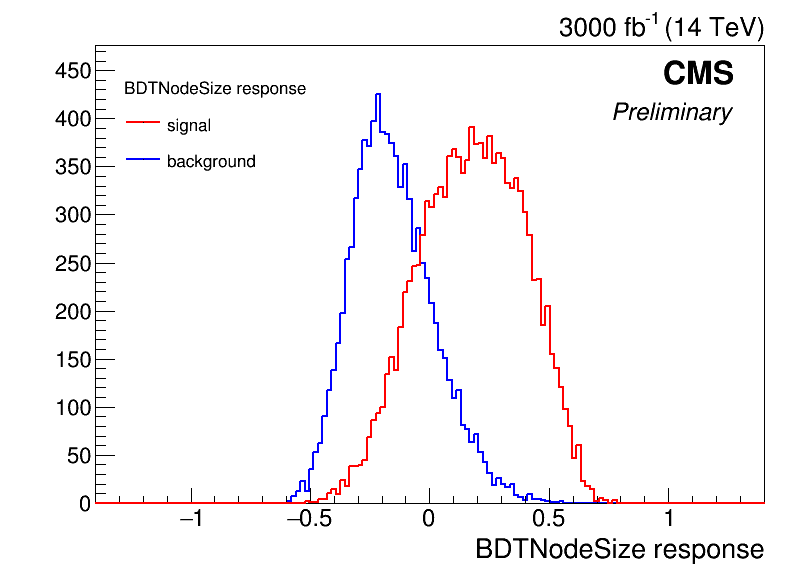 3000 fb⁻¹ (14 TeV)
CMS
Preliminary
BDTNodeSize response
signal
background
450
400
350
300
250
200
150
100
50
0
−1 −0.5 0 0.5 1
BDTNodeSize response